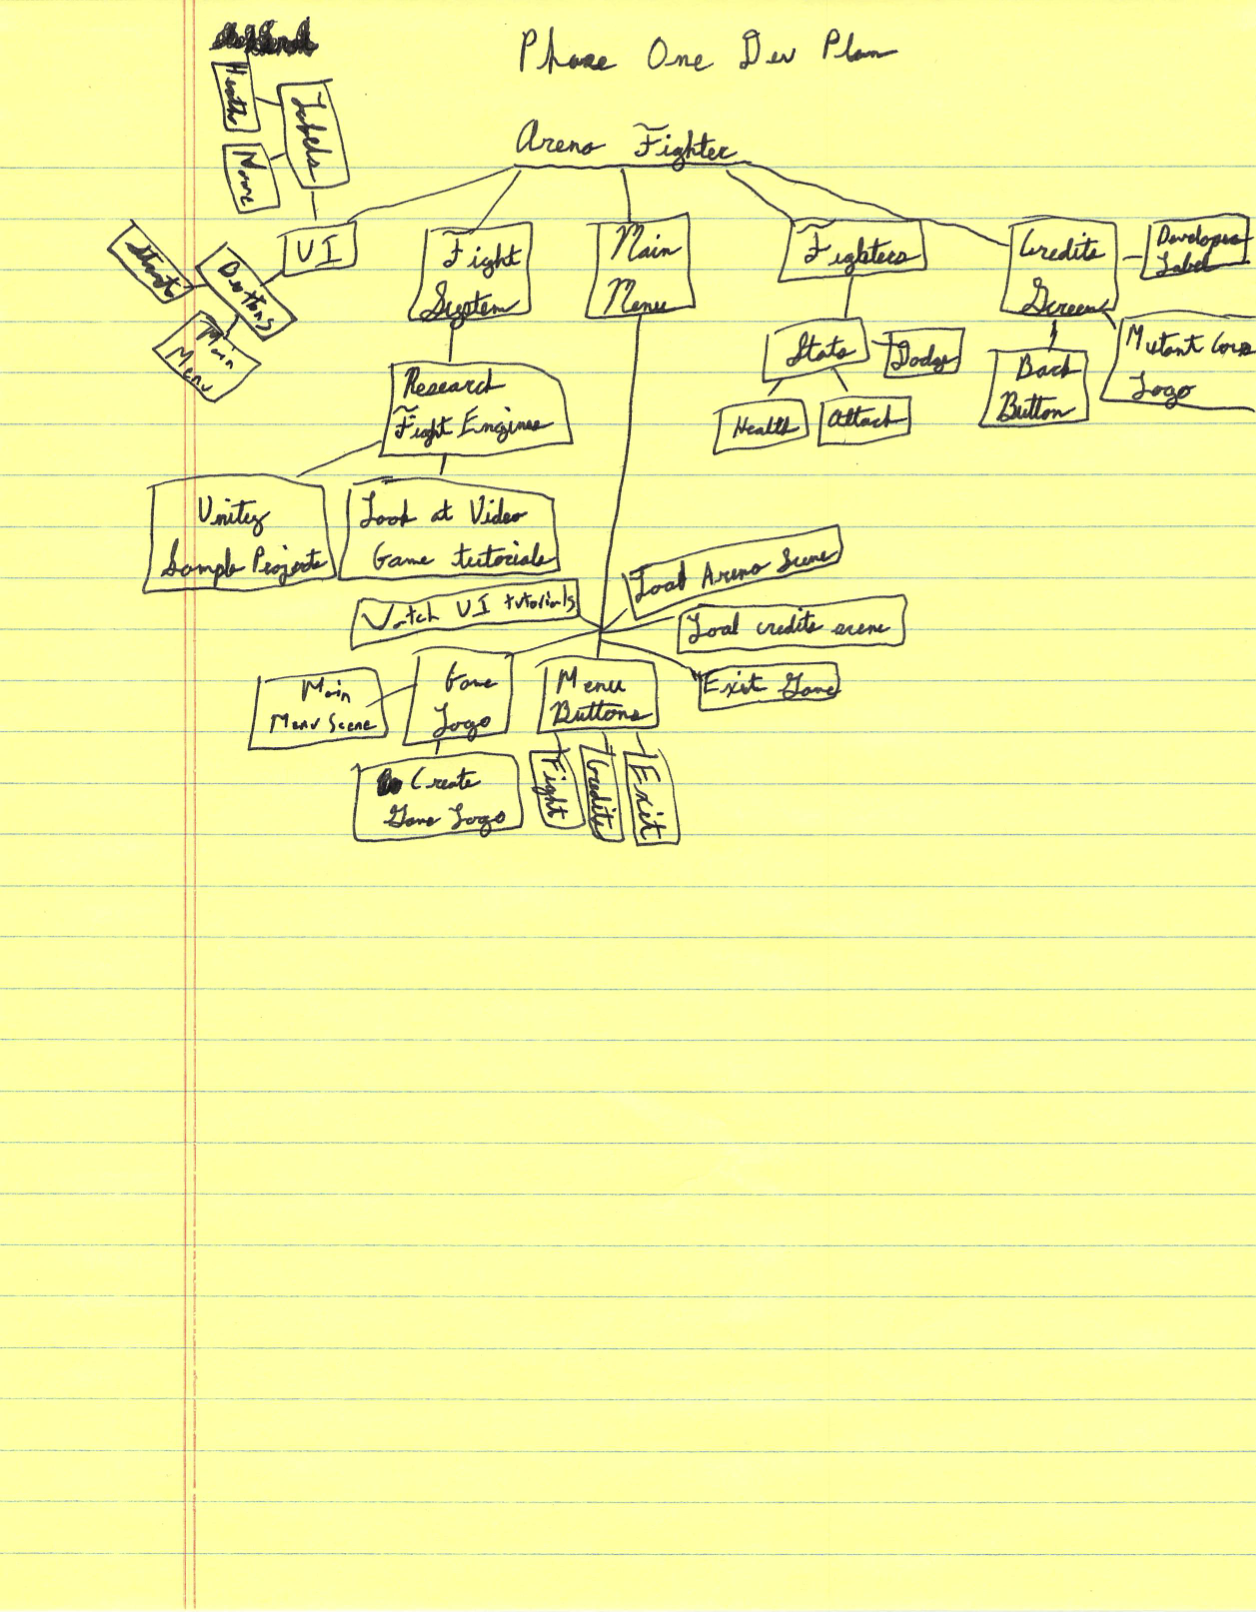 Phase One Dev Plan
Arena Fighter
Health
Labels
Name
UI
Buttons
Main
Menu
Fight
System
Main
Menu
Fighters
Credits
Screen
Developer
Label
Mutant Corp
Logo
Back
Button
Stats
Dodge
Health
Attack
Research
Fight Engines
Unity
Sample Projects
Look at Video
Game tutorials
Watch UI tutorials
Load Arena Scene
Load credits scene
Exit Game
Main
Menu Scene
Game
Logo
Menu
Buttons
Create
Game Logo
Fight
Credits
Exit